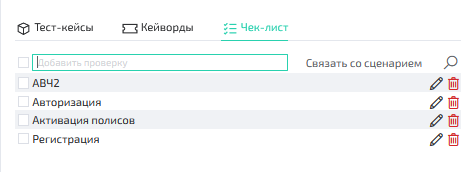 Тест-кейсы Кейворды Чек-лист
Добавить проверку Связать со сценарием
АВЧ2
Авторизация
Активация полисов
Регистрация